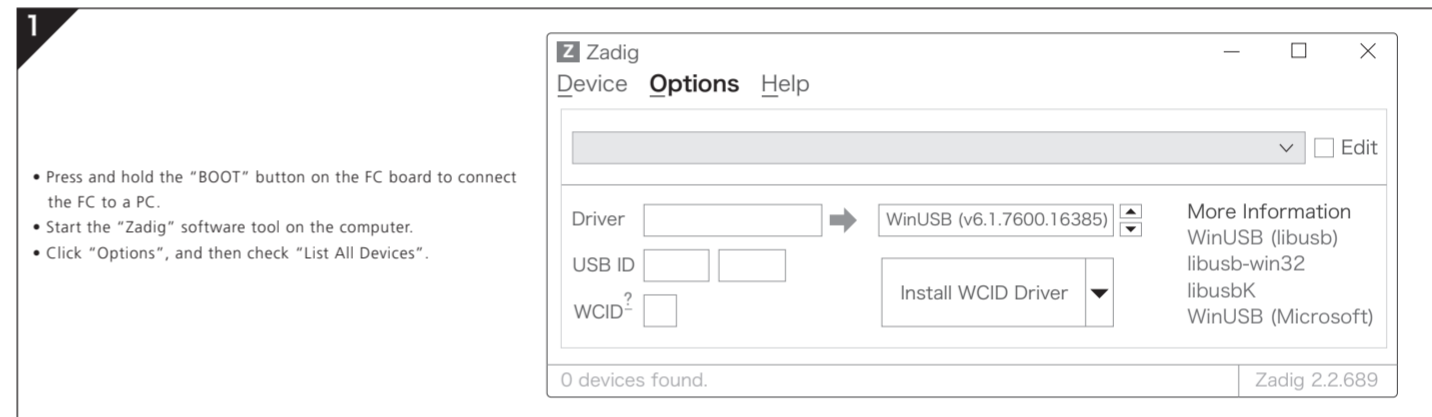 1
• Press and hold the “BOOT” button on the FC board to connect
the FC to a PC.
• Start the “Zadig” software tool on the computer.
• Click “Options”, and then check “List All Devices”.
Z Zadig
Device Options Help
Edit
Driver
WinUSB (v6.1.7600.16385)
USB ID
WCID?
Install WCID Driver
More Information
WinUSB (libusb)
libusb-win32
libusbK
WinUSB (Microsoft)
0 devices found.
Zadig 2.2.689